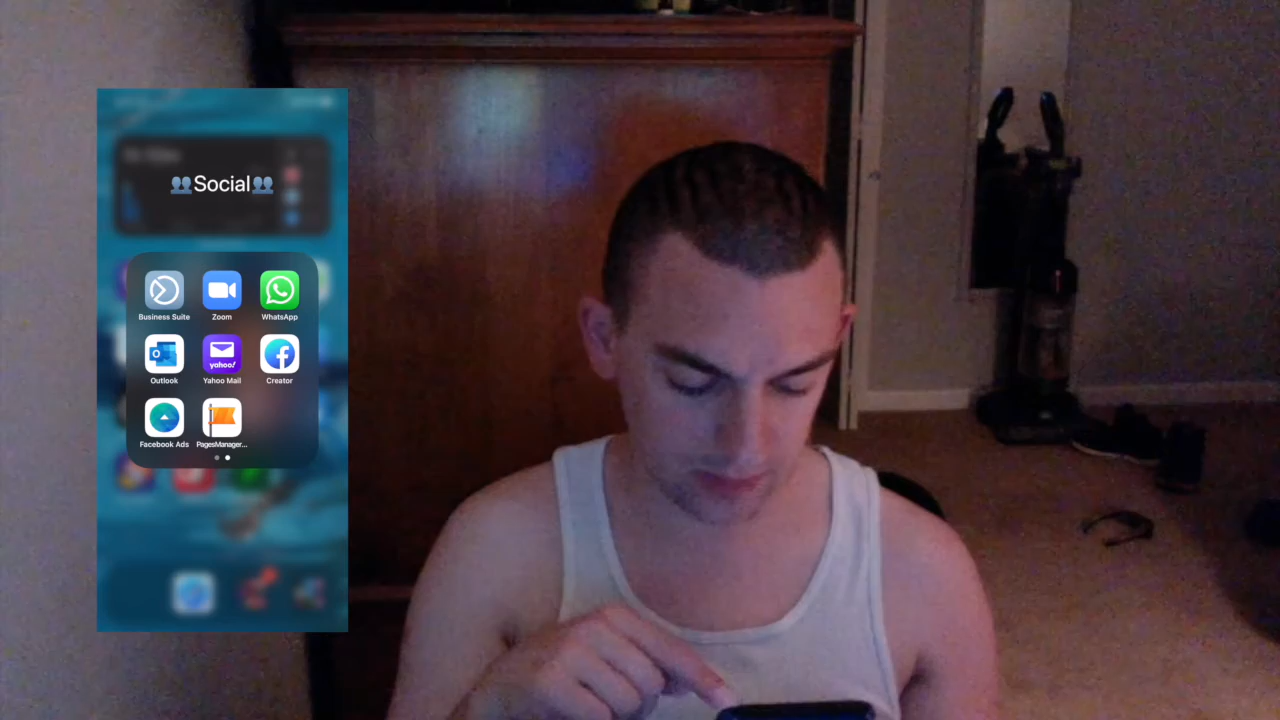 👥Social👥
Business Suite
Zoom
WhatsApp
Outlook
yahoo!
Yahoo Mail
Creator
Facebook Ads
PagesManager...